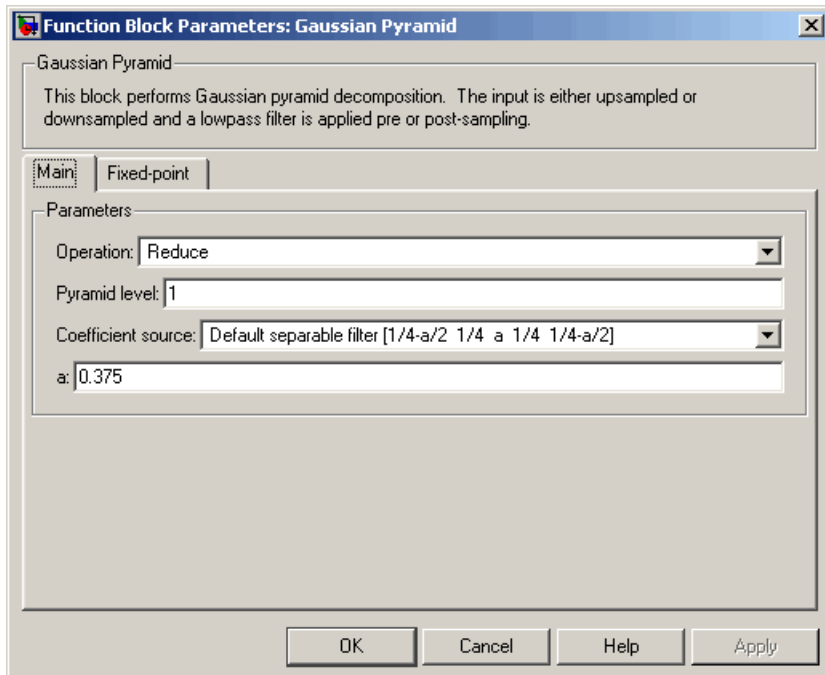 Function Block Parameters: Gaussian Pyramid
Gaussian Pyramid
This block performs Gaussian pyramid decomposition. The input is either upsampled or
downsampled and a lowpass filter is applied pre or post-sampling.
Main Fixed-point
Parameters
Operation: Reduce
Pyramid level: 1
Coefficient source: Default separable filter [1/4-a/2 1/4 a 1/4 1/4-a/2]
a: 0.375
OK Cancel Help Apply